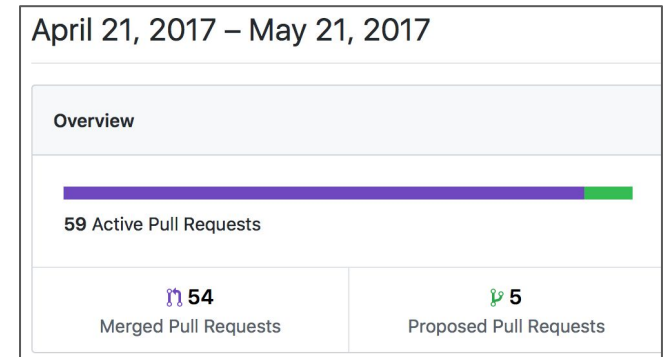 April 21, 2017 – May 21, 2017
Overview
59 Active Pull Requests
54
Merged Pull Requests
5
Proposed Pull Requests